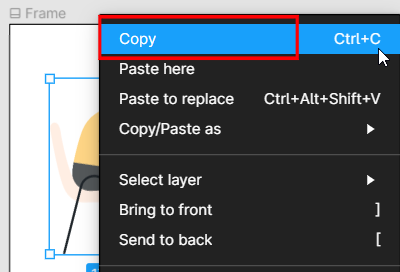 Frame
Copy Ctrl+C
Paste here
Paste to replace Ctrl+Alt+Shift+V
Copy/Paste as
Select layer
Bring to front ]
Send to back [